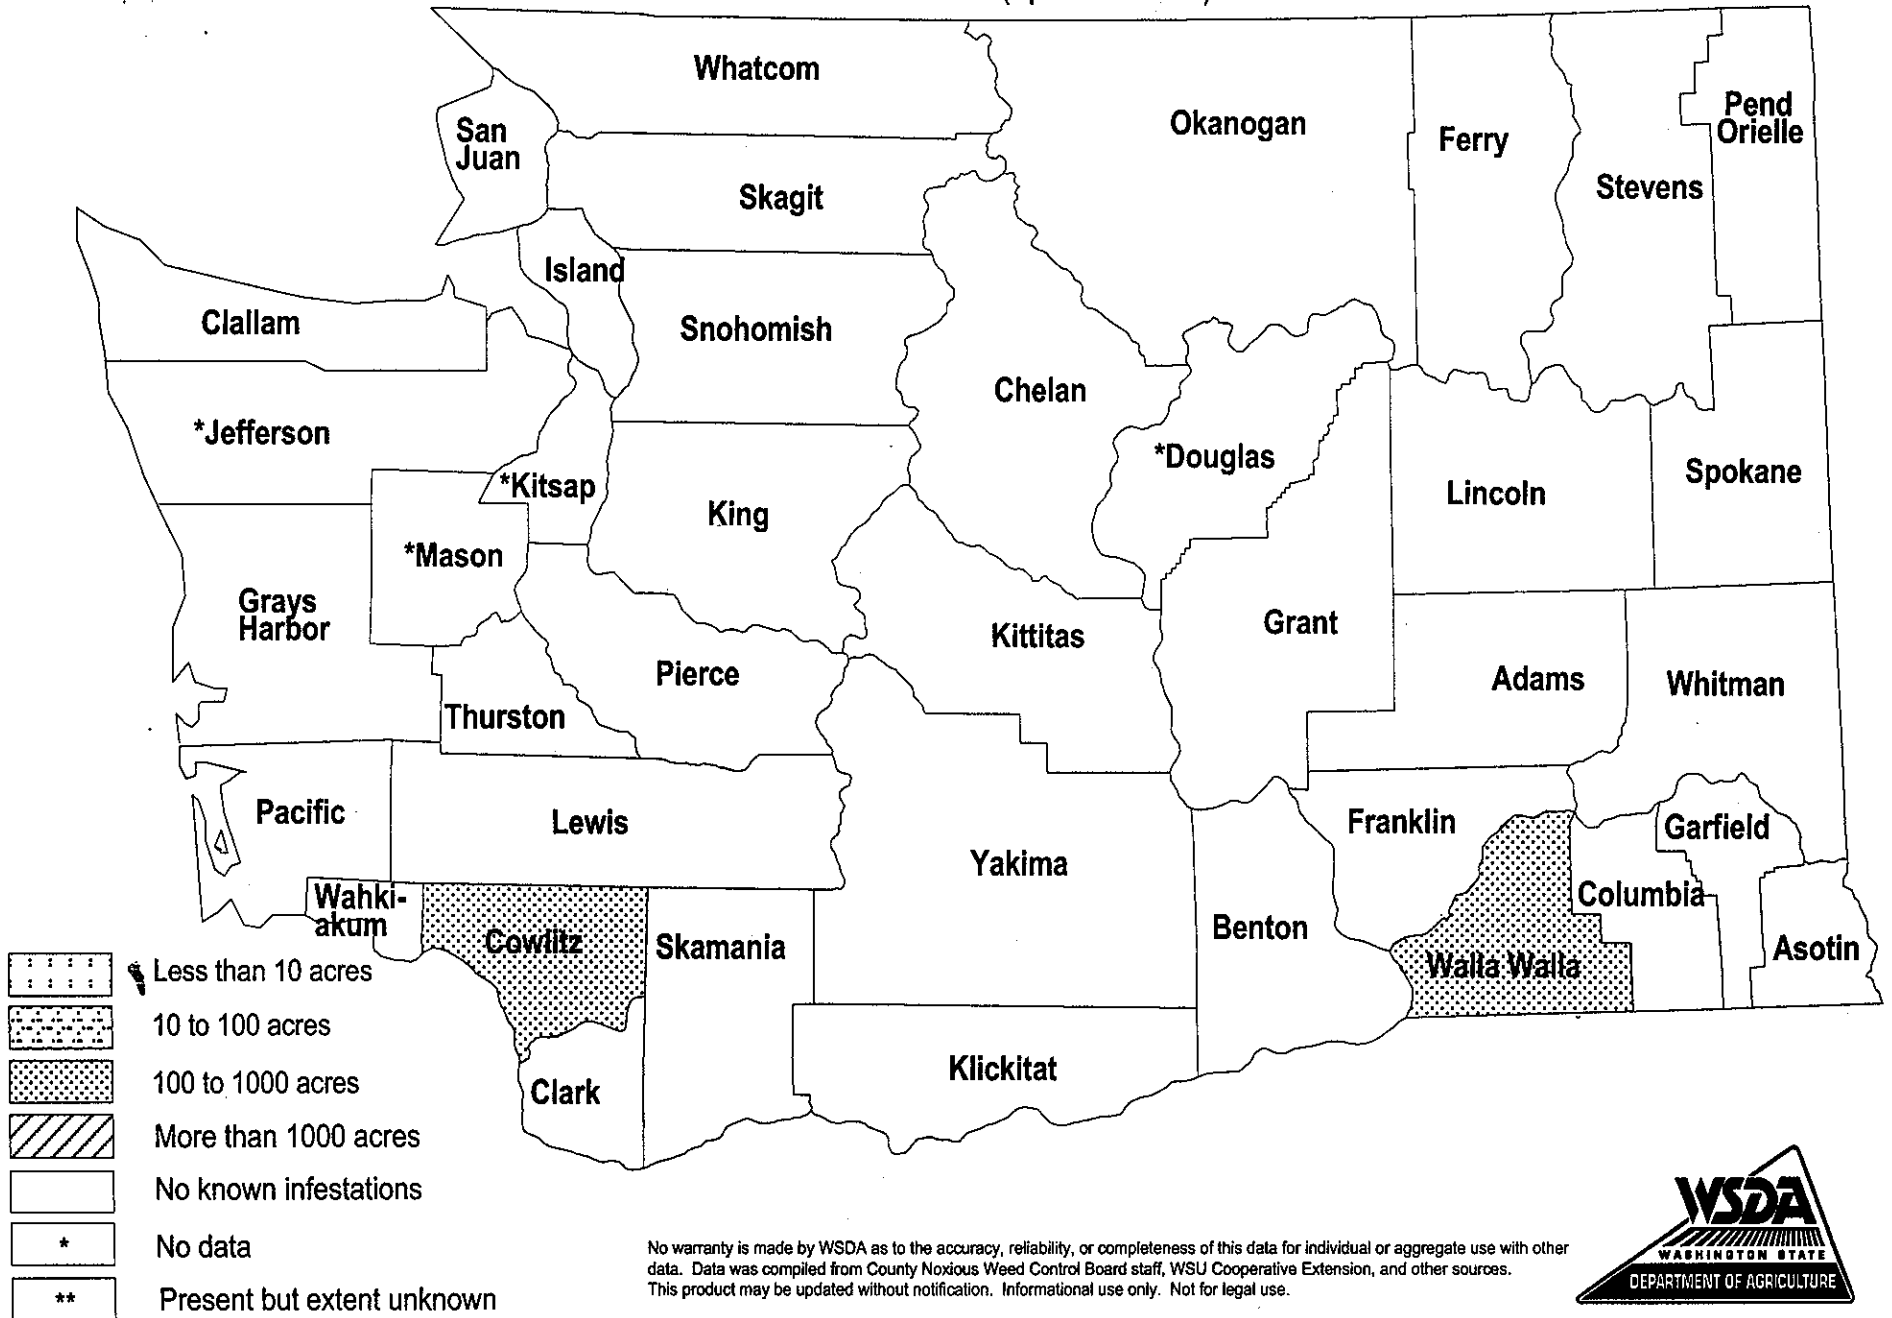 Whatcom
San
Juan
Okanogan
Ferry
Pend
Orielle
Stevens
Skagit
Island
Clallam
Snohomish
Chelan
*Jefferson
*Douglas
*Kitsap
Lincoln
Spokane
King
*Mason
Grays
Harbor
Kittitas
Grant
Pierce
Adams
Whitman
Thurston
Pacific
Lewis
Yakima
Franklin
Garfield
Wahki-
akum
Columbia
Cowlitz
Skamania
Benton
Walla Walla
Asotin
Clark
Klickitat
Less than 10 acres
10 to 100 acres
100 to 1000 acres
More than 1000 acres
No known infestations
* No data
** Present but extent unknown
No warranty is made by WSDA as to the accuracy, reliability, or completeness of this data for individual or aggregate use with other
data. Data was compiled from County Noxious Weed Control Board staff, WSU Cooperative Extension, and other sources.
This product may be updated without notification. Informational use only. Not for legal use.
WSDA
WASHINGTON STATE
DEPARTMENT OF AGRICULTURE